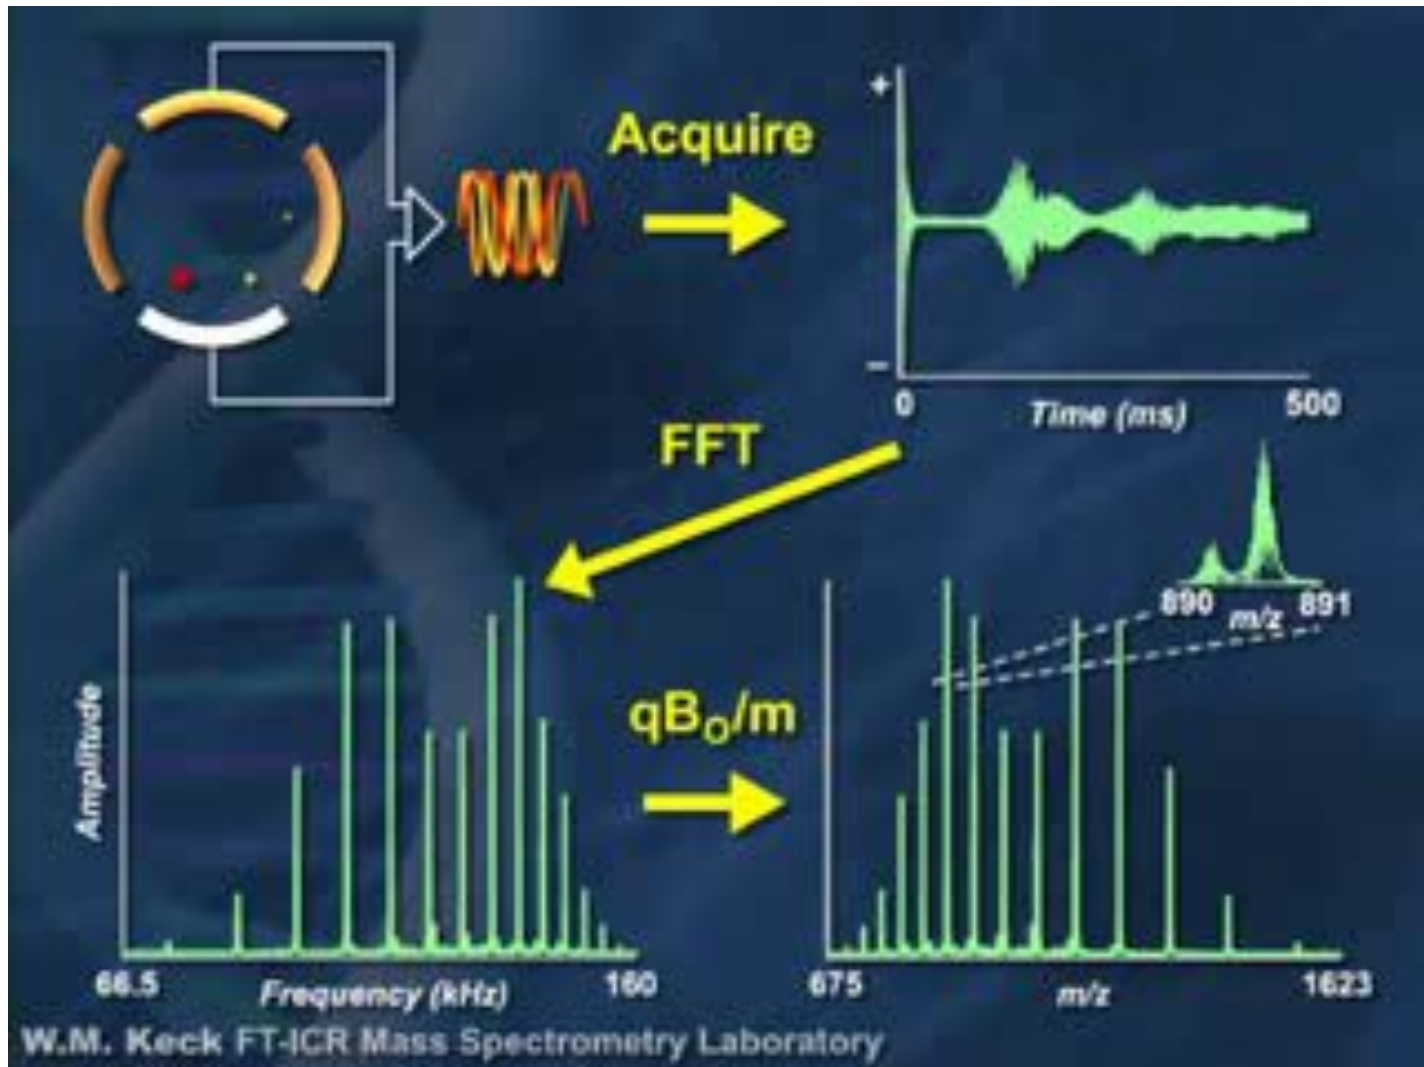 Acquire
+
−
0
Time (ms)
500
FFT
890
m/z
891
Amplitude
qB₀/m
66.5
Frequency (kHz)
160
675
m/z
1623
W.M. Keck FT-ICR Mass Spectrometry Laboratory